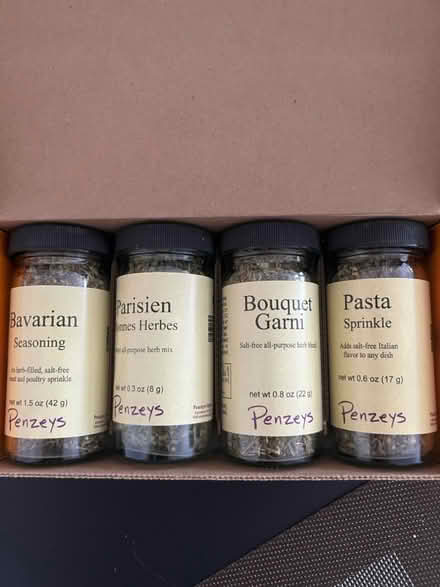 Bavarian
Seasoning
herb-filled, salt-free
and poultry sprinkle
net wt 1.5 oz (42 g)
Penzeys
Parisien
Bonnes Herbes
all-purpose herb mix
net wt 0.3 oz (8 g)
Penzeys
Bouquet
Garni
Salt-free all-purpose herb blend
net wt 0.8 oz (22 g)
Penzeys
Pasta
Sprinkle
Adds salt-free Italian
flavor to any dish
net wt 0.6 oz (17 g)
Penzeys